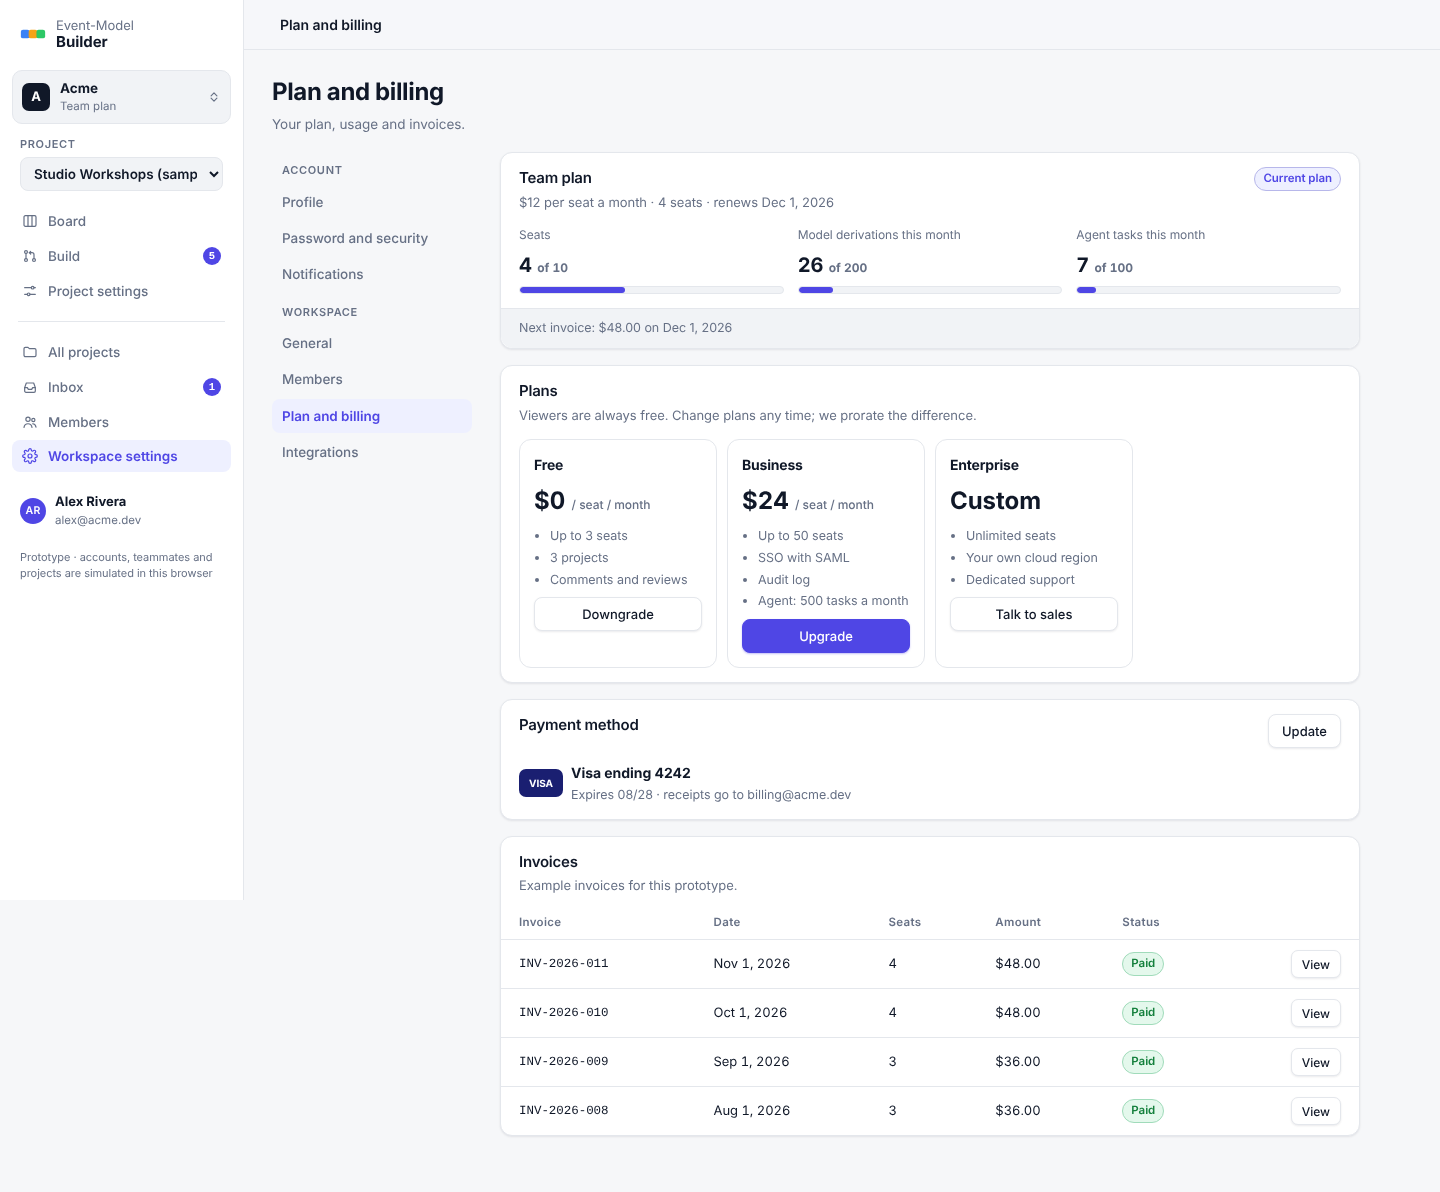 Event-Model
Builder
A
Acme
Team plan
PROJECT
Studio Workshops (samp
Board
Build
5
Project settings
All projects
Inbox
1
Members
Workspace settings
AR
Alex Rivera
alex@acme.dev
Prototype · accounts, teammates and
projects are simulated in this browser
Plan and billing
Plan and billing
Your plan, usage and invoices.
ACCOUNT
Profile
Password and security
Notifications
WORKSPACE
General
Members
Plan and billing
Integrations
Team plan
Current plan
$12 per seat a month · 4 seats · renews Dec 1, 2026
Seats
4 of 10
Model derivations this month
26 of 200
Agent tasks this month
7 of 100
Next invoice: $48.00 on Dec 1, 2026
Plans
Viewers are always free. Change plans any time; we prorate the difference.
Free
$0 / seat / month
• Up to 3 seats
• 3 projects
• Comments and reviews
Downgrade
Business
$24 / seat / month
• Up to 50 seats
• SSO with SAML
• Audit log
• Agent: 500 tasks a month
Upgrade
Enterprise
Custom
• Unlimited seats
• Your own cloud region
• Dedicated support
Talk to sales
Payment method
Update
VISA
Visa ending 4242
Expires 08/28 · receipts go to billing@acme.dev
Invoices
Example invoices for this prototype.
Invoice Date Seats Amount Status
INV-2026-011 Nov 1, 2026 4 $48.00 Paid View
INV-2026-010 Oct 1, 2026 4 $48.00 Paid View
INV-2026-009 Sep 1, 2026 3 $36.00 Paid View
INV-2026-008 Aug 1, 2026 3 $36.00 Paid View